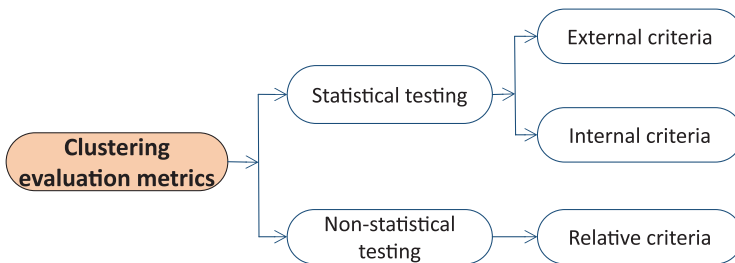 Clustering
evaluation metrics
Statistical testing
External criteria
Internal criteria
Non-statistical
testing
Relative criteria